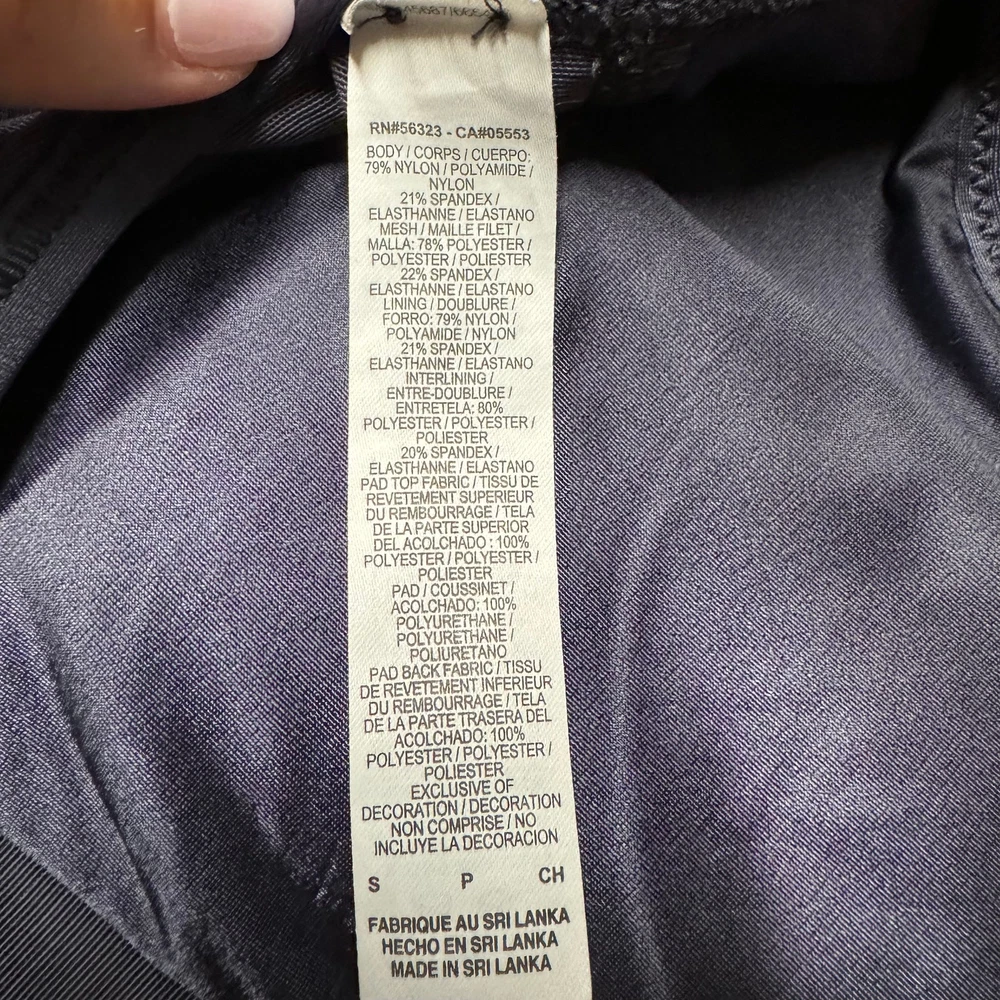 RN#56323 - CA#05553
BODY / CORPS / CUERPO:
79% NYLON / POLYAMIDE /
NYLON
21% SPANDEX /
ELASTHANNE / ELASTANO
MESH / MAILLE FILET /
MALLA: 78% POLYESTER /
POLYESTER / POLIESTER
22% SPANDEX /
ELASTHANNE / ELASTANO
LINING / DOUBLURE /
FORRO: 79% NYLON /
POLYAMIDE / NYLON
21% SPANDEX /
ELASTHANNE / ELASTANO
INTERLINING /
ENTRE-DOUBLURE /
ENTRETELA: 80%
POLYESTER / POLYESTER /
POLIESTER
20% SPANDEX /
ELASTHANNE / ELASTANO
PAD TOP FABRIC / TISSU DE
REVETEMENT SUPERIEUR
DU REMBOURRAGE / TELA
DE LA PARTE SUPERIOR
DEL ACOLCHADO : 100%
POLYESTER / POLYESTER /
POLIESTER
PAD / COUSSINET /
ACOLCHADO: 100%
POLYURETHANE /
POLYURETHANE /
POLIURETANO
PAD BACK FABRIC / TISSU
DE REVETEMENT INFERIEUR
DU REMBOURRAGE / TELA
DE LA PARTE TRASERA DEL
ACOLCHADO: 100%
POLYESTER / POLYESTER /
POLIESTER
EXCLUSIVE OF
DECORATION / DECORATION
NON COMPRISE / NO
INCLUYE LA DECORACION
S P CH
FABRIQUE AU SRI LANKA
HECHO EN SRI LANKA
MADE IN SRI LANKA